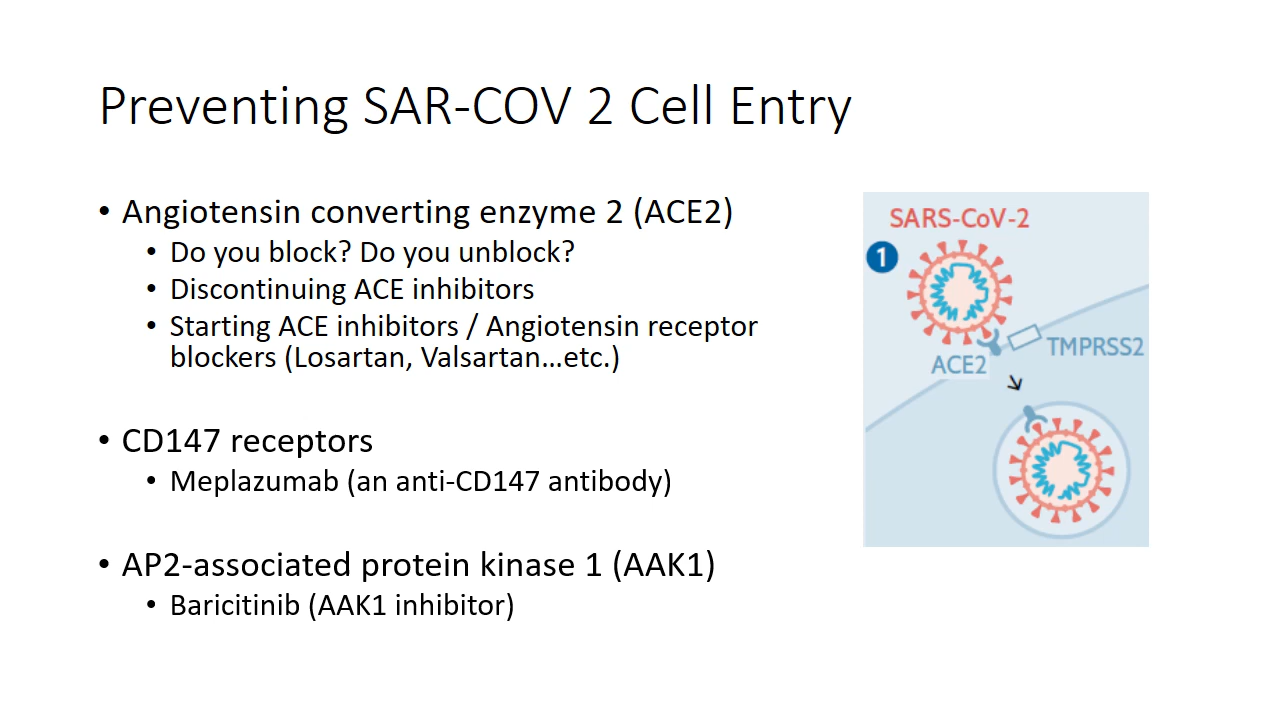 Preventing SAR-COV 2 Cell Entry
• Angiotensin converting enzyme 2 (ACE2)
• Do you block? Do you unblock?
• Discontinuing ACE inhibitors
• Starting ACE inhibitors / Angiotensin receptor
blockers (Losartan, Valsartan...etc.)
• CD147 receptors
• Meplazumab (an anti-CD147 antibody)
• AP2-associated protein kinase 1 (AAK1)
• Baricitinib (AAK1 inhibitor)
SARS-CoV-2
1
TMPRSS2
ACE2